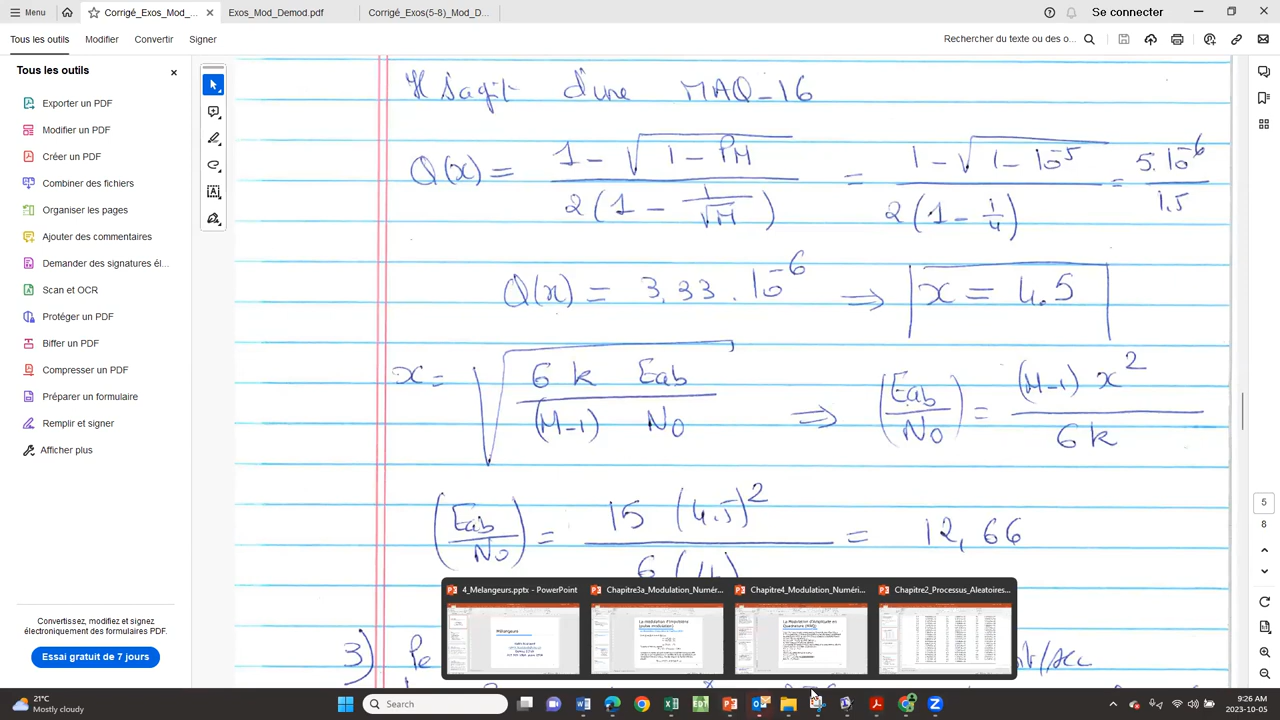 Menu
Corrigé_Exos_Mod_...
Exos_Mod_Demod.pdf
Corrigé_Exos(5-8)_Mod_D...
Se connecter
Tous les outils
Modifier
Convertir
Signer
Rechercher du texte ou des o...
Tous les outils
Exporter un PDF
Modifier un PDF
Créer un PDF
Combiner des fichiers
Organiser les pages
Ajouter des commentaires
Demander des signatures él...
Scan et OCR
Protéger un PDF
Biffer un PDF
Compresser un PDF
Préparer un formulaire
Remplir et signer
Afficher plus
Convertissez, modifiez et signez
électroniquement des formulaires PDF.
Essai gratuit de 7 jours
Il s'agit d'une MAQ-16
Q(x) = (1 - √(1 - PM)) / (2(1 - 1/√M)) = (1 - √(1 - 10^-5)) / (2(1 - 1/4)) = 5.10^-6 / 1.5
Q(x) = 3.33 . 10^-6 ⇒ x = 4.5
x = √(6 k Eab / (M-1) N0) ⇒ (Eab/N0) = (M-1) x^2 / 6k
(Eab/N0) = 15 (4.5)^2 / 6(4) = 12,66
3) Pe
bit/sec
5
8
4_Melangeurs.pptx - PowerPoint
Chapitre3a_Modulation_Numér...
Chapitre4_Modulation_Numéri...
Chapitre2_Processus_Aleatoires...
Mélangeurs
21°C
Mostly cloudy
Search
9:26 AM
2023-10-05